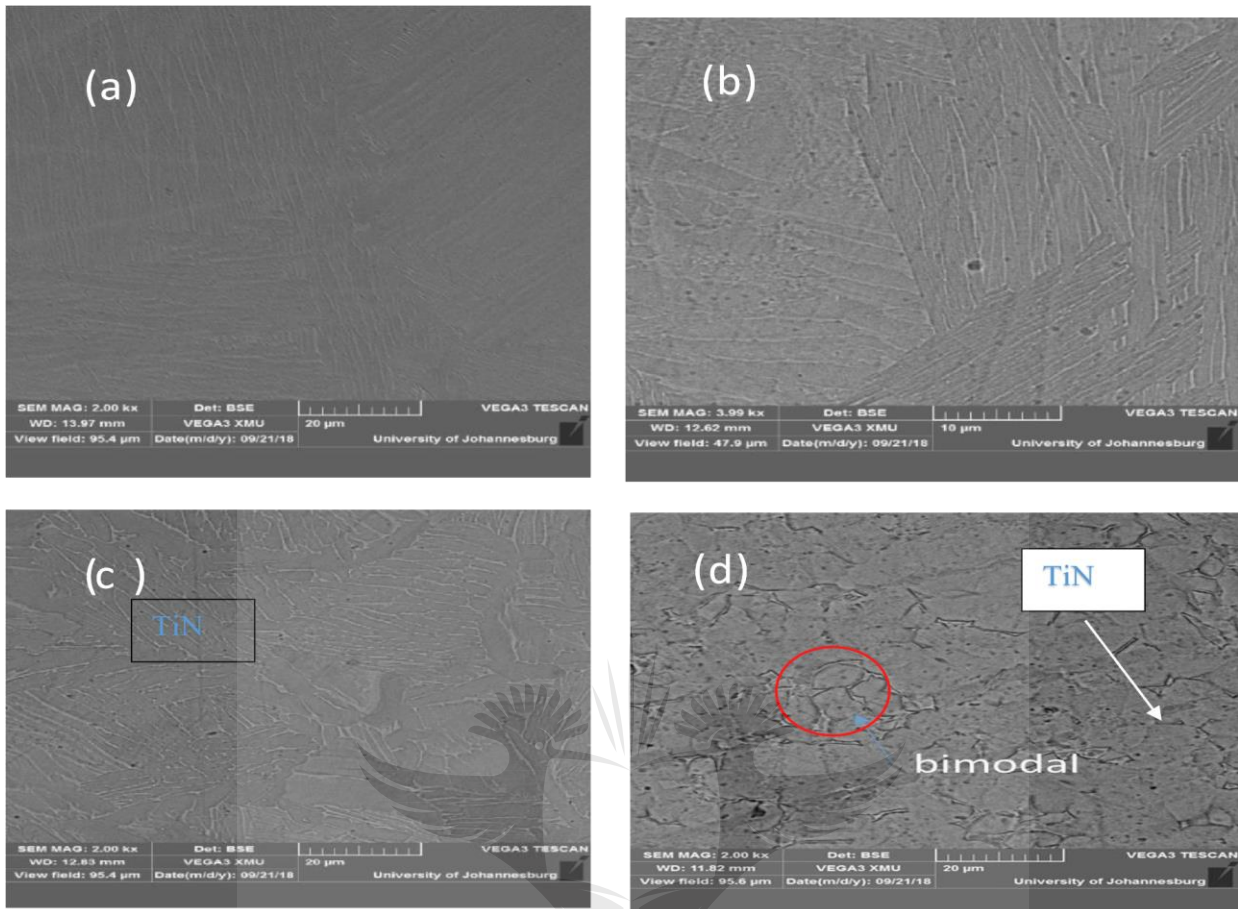 (a)
SEM MAG: 2.00 kx Det: BSE VEGA3 TESCAN
WD: 13.97 mm VEGA3 XMU 20 µm
View field: 95.4 µm Date(m/d/y): 09/21/18 University of Johannesburg
(b)
SEM MAG: 3.99 kx Det: BSE VEGA3 TESCAN
WD: 12.62 mm VEGA3 XMU 10 µm
View field: 47.9 µm Date(m/d/y): 09/21/18 University of Johannesburg
(c )
TiN
SEM MAG: 2.00 kx Det: BSE VEGA3 TESCAN
WD: 12.83 mm VEGA3 XMU 20 µm
View field: 95.4 µm Date(m/d/y): 09/21/18 University of Johannesburg
(d)
TiN
bimodal
SEM MAG: 2.00 kx Det: BSE VEGA3 TESCAN
WD: 11.82 mm VEGA3 XMU 20 µm
View field: 95.6 µm Date(m/d/y): 09/21/18 University of Johannesburg